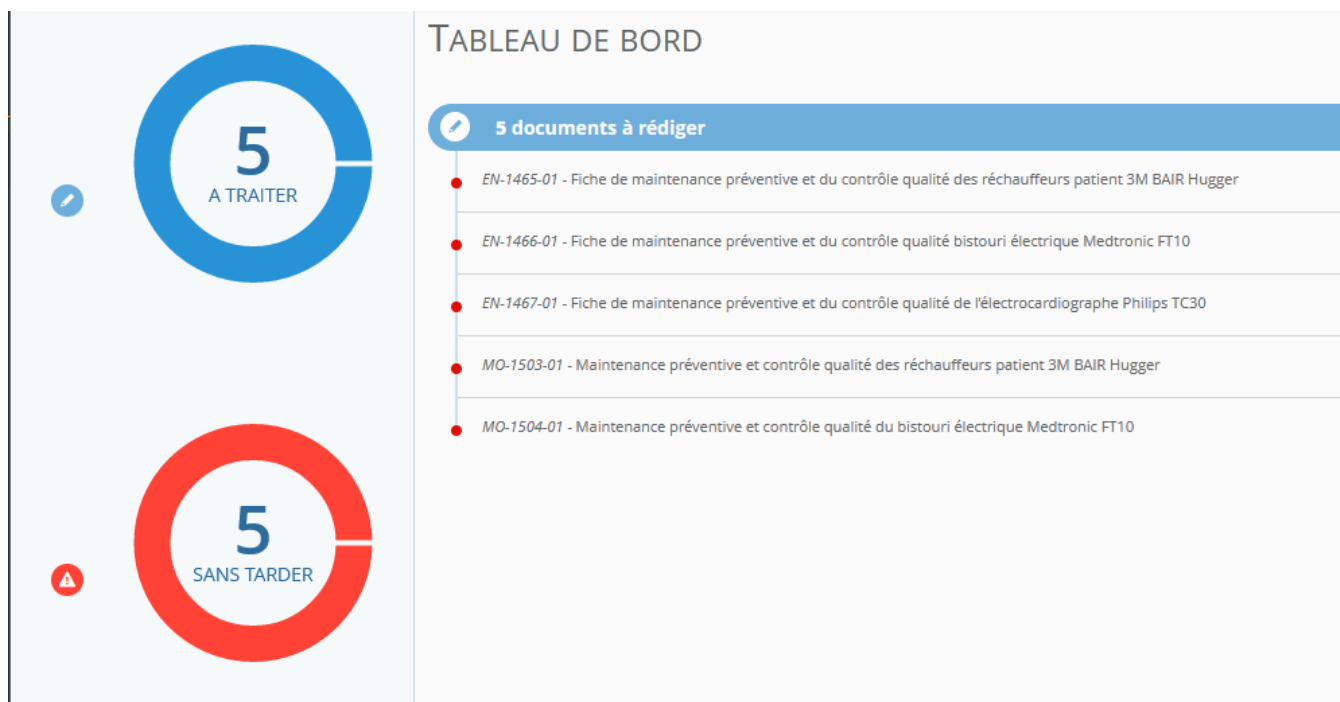 5
A TRAITER
5
SANS TARDER
TABLEAU DE BORD
5 documents à rédiger
EN-1465-01 - Fiche de maintenance préventive et du contrôle qualité des réchauffeurs patient 3M BAIR Hugger
EN-1466-01 - Fiche de maintenance préventive et du contrôle qualité bistouri électrique Medtronic FT10
EN-1467-01 - Fiche de maintenance préventive et du contrôle qualité de l'électrocardiographe Philips TC30
MO-1503-01 - Maintenance préventive et contrôle qualité des réchauffeurs patient 3M BAIR Hugger
MO-1504-01 - Maintenance préventive et contrôle qualité du bistouri électrique Medtronic FT10